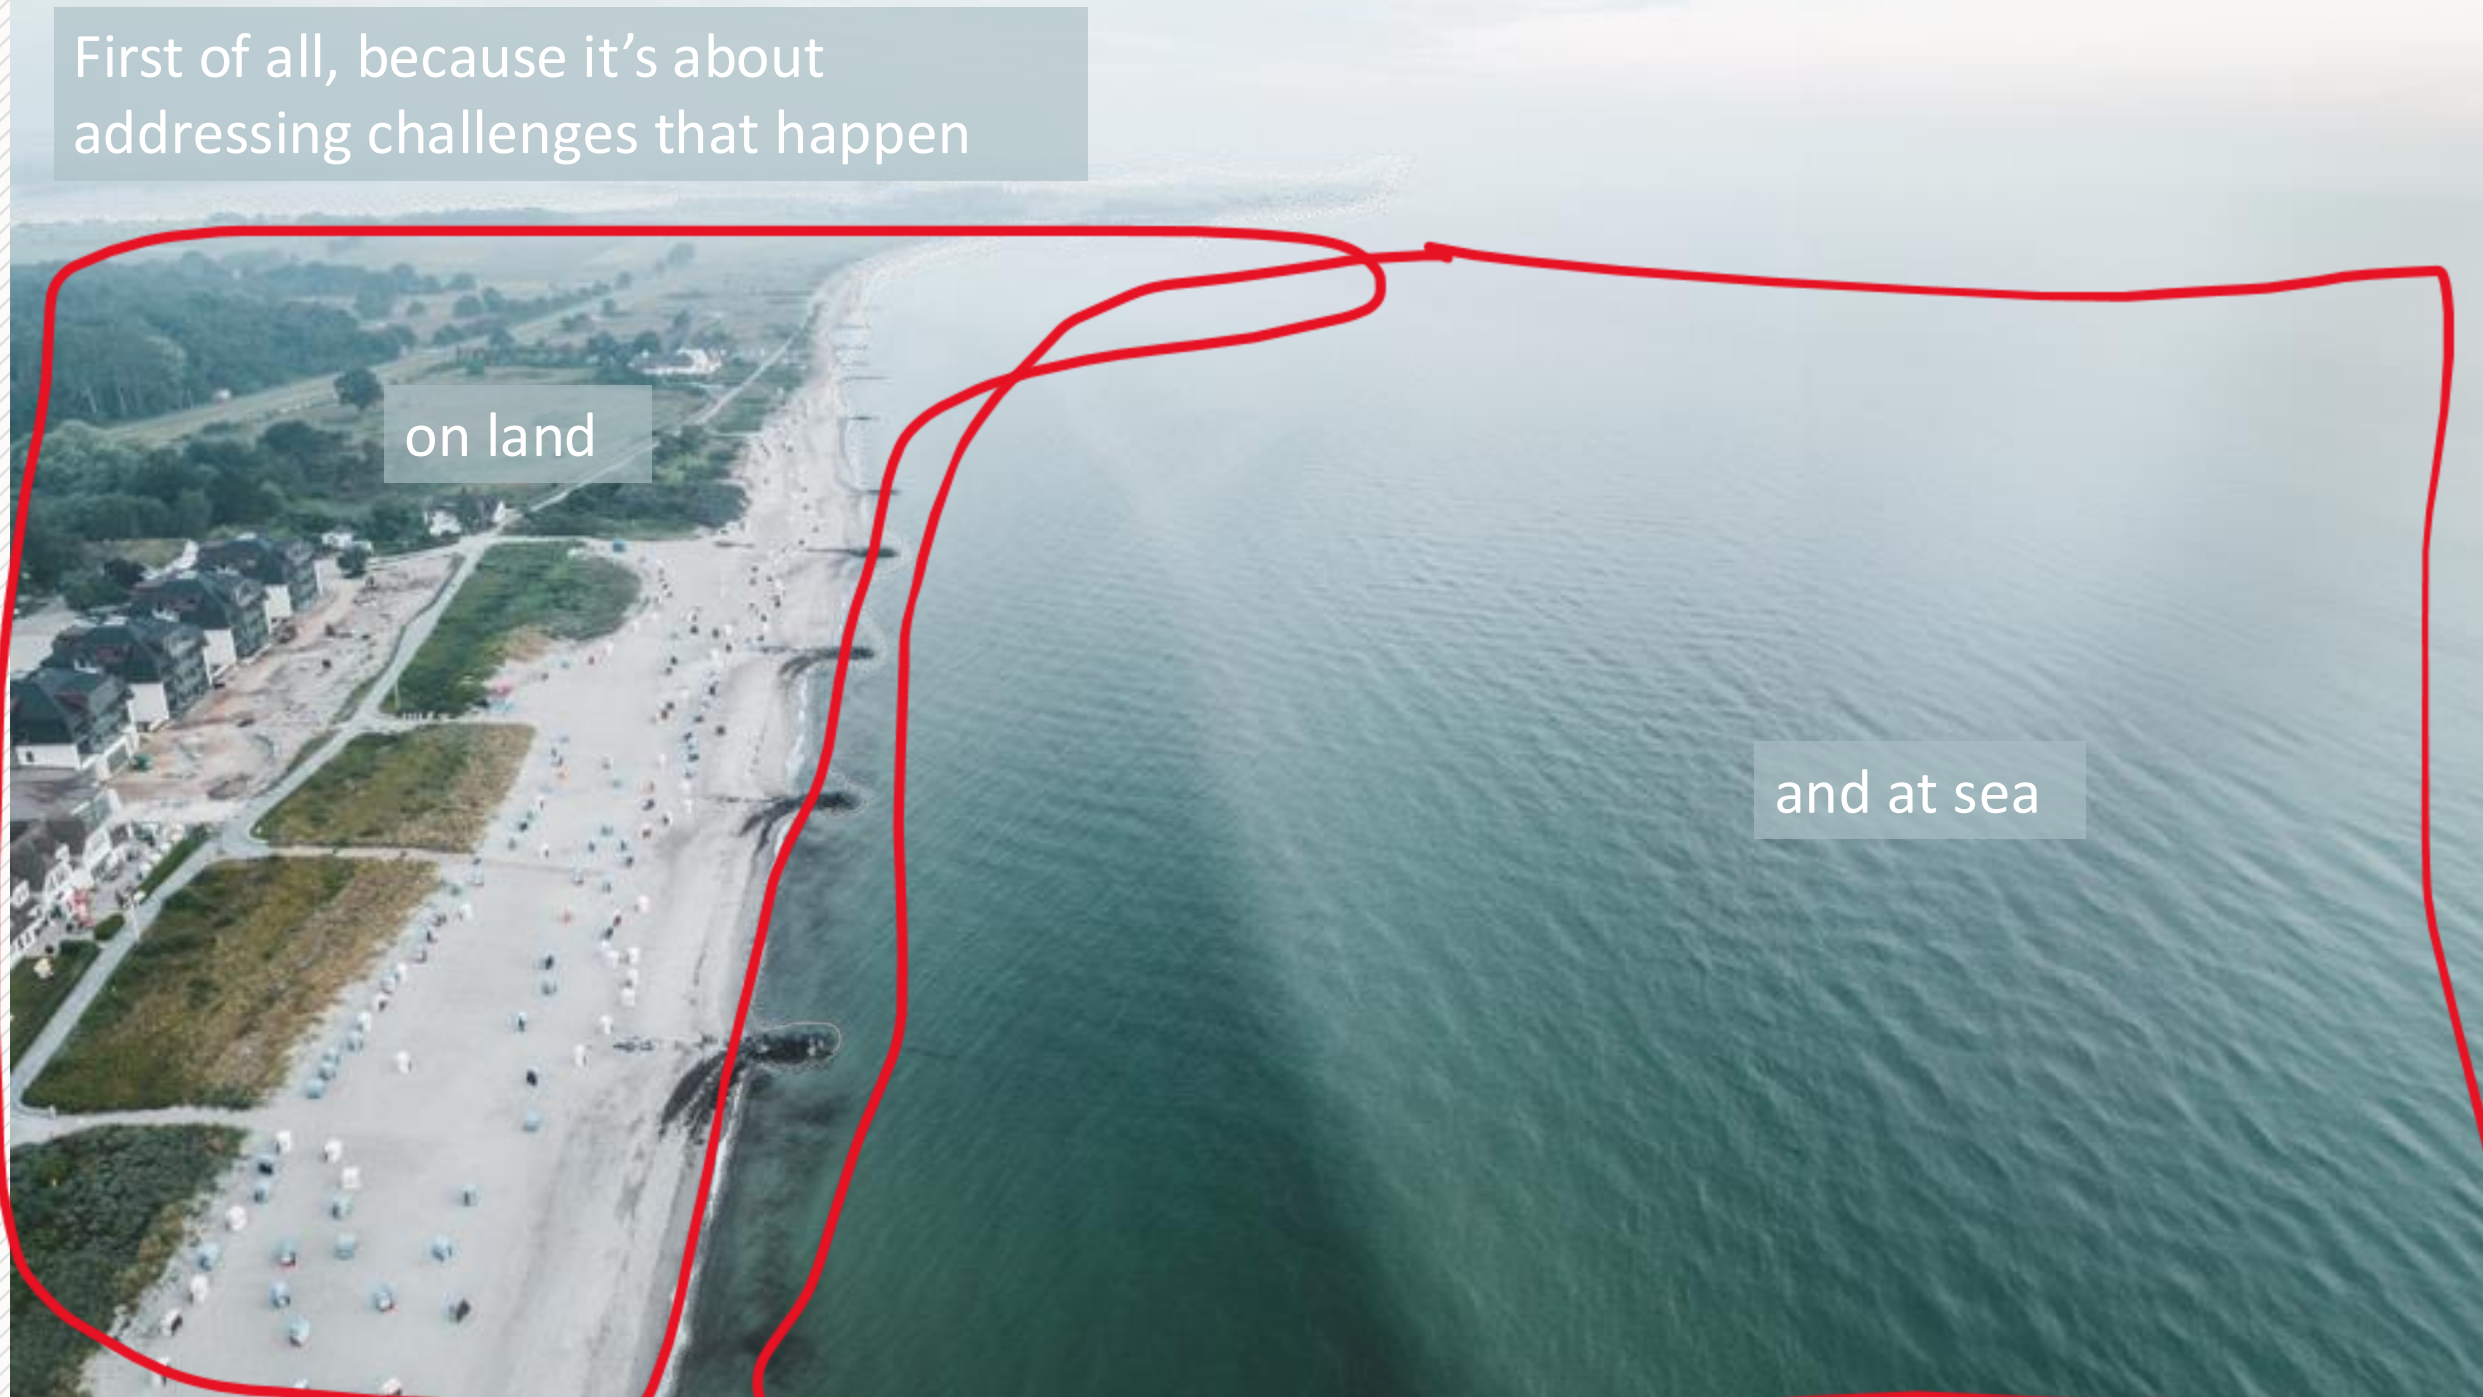 First of all, because it’s about
addressing challenges that happen
on land
and at sea